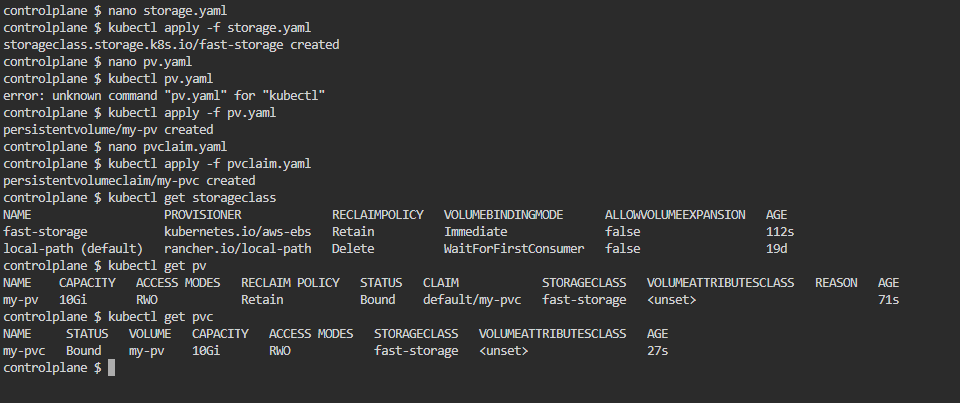 controlplane $ nano storage.yaml
controlplane $ kubectl apply -f storage.yaml
storageclass.storage.k8s.io/fast-storage created
controlplane $ nano pv.yaml
controlplane $ kubectl pv.yaml
error: unknown command "pv.yaml" for "kubectl"
controlplane $ kubectl apply -f pv.yaml
persistentvolume/my-pv created
controlplane $ nano pvclaim.yaml
controlplane $ kubectl apply -f pvclaim.yaml
persistentvolumeclaim/my-pvc created
controlplane $ kubectl get storageclass
NAME PROVISIONER RECLAIMPOLICY VOLUMEBINDINGMODE ALLOWVOLUMEEXPANSION AGE
fast-storage kubernetes.io/aws-ebs Retain Immediate false 112s
local-path (default) rancher.io/local-path Delete WaitForFirstConsumer false 19d
controlplane $ kubectl get pv
NAME CAPACITY ACCESS MODES RECLAIM POLICY STATUS CLAIM STORAGECLASS VOLUMEATTRIBUTESCLASS REASON AGE
my-pv 10Gi RWO Retain Bound default/my-pvc fast-storage <unset> 71s
controlplane $ kubectl get pvc
NAME STATUS VOLUME CAPACITY ACCESS MODES STORAGECLASS VOLUMEATTRIBUTESCLASS AGE
my-pvc Bound my-pv 10Gi RWO fast-storage <unset> 27s
controlplane $